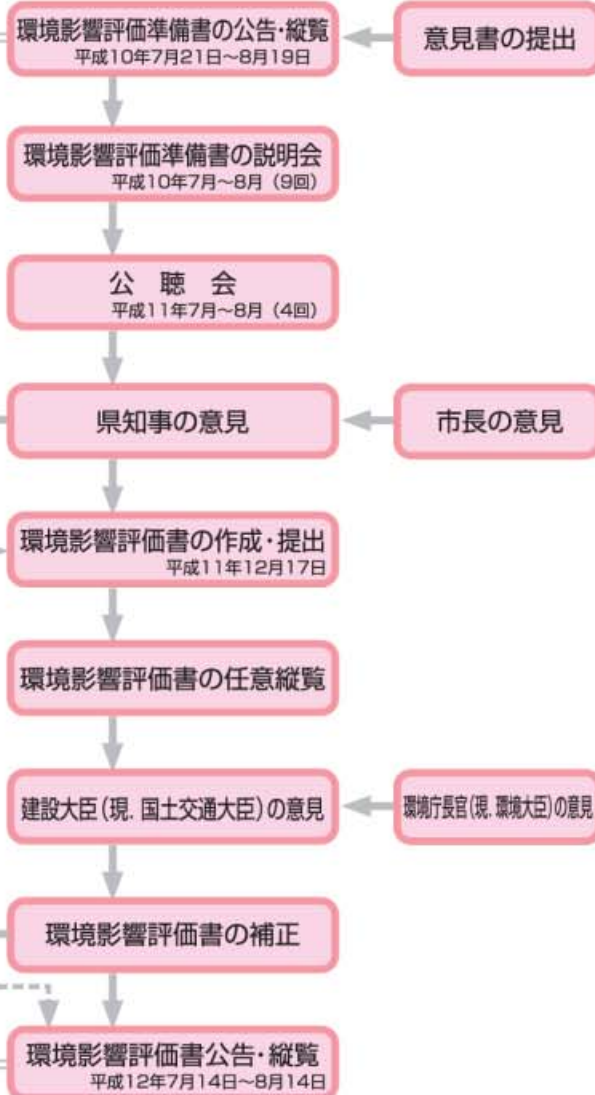 環境影響評価準備書の公告・縦覧
平成10年7月21日～8月19日
意見書の提出
環境影響評価準備書の説明会
平成10年7月～8月（9回）
公 聴 会
平成11年7月～8月（4回）
県知事の意見
市長の意見
環境影響評価書の作成・提出
平成11年12月17日
環境影響評価書の任意縦覧
建設大臣（現. 国土交通大臣）の意見
環境庁長官（現. 環境大臣）の意見
環境影響評価書の補正
環境影響評価書公告・縦覧
平成12年7月14日～8月14日